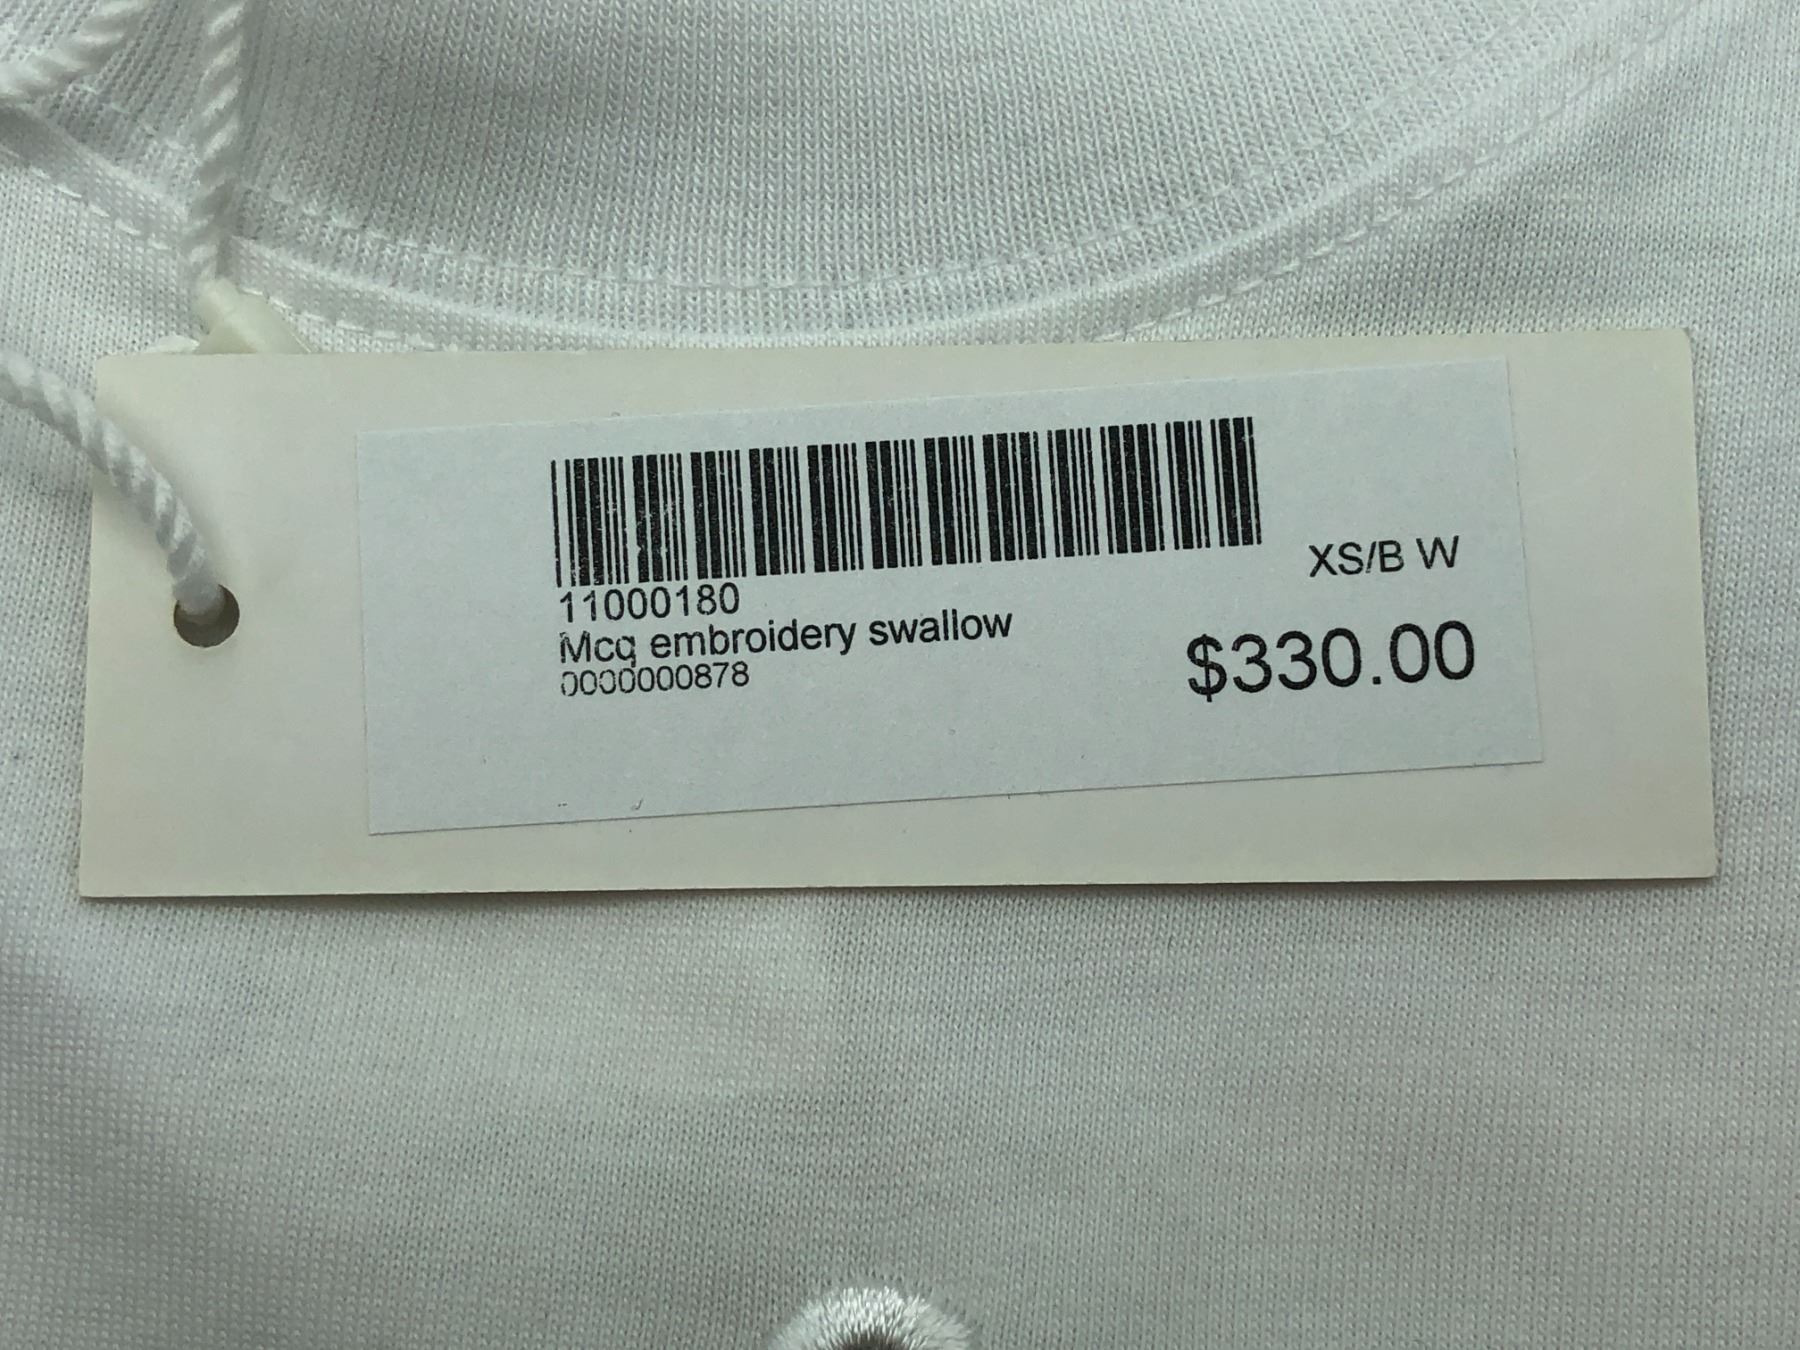 11000180
Mcq embroidery swallow
0000000878
XS/B W
$330.00